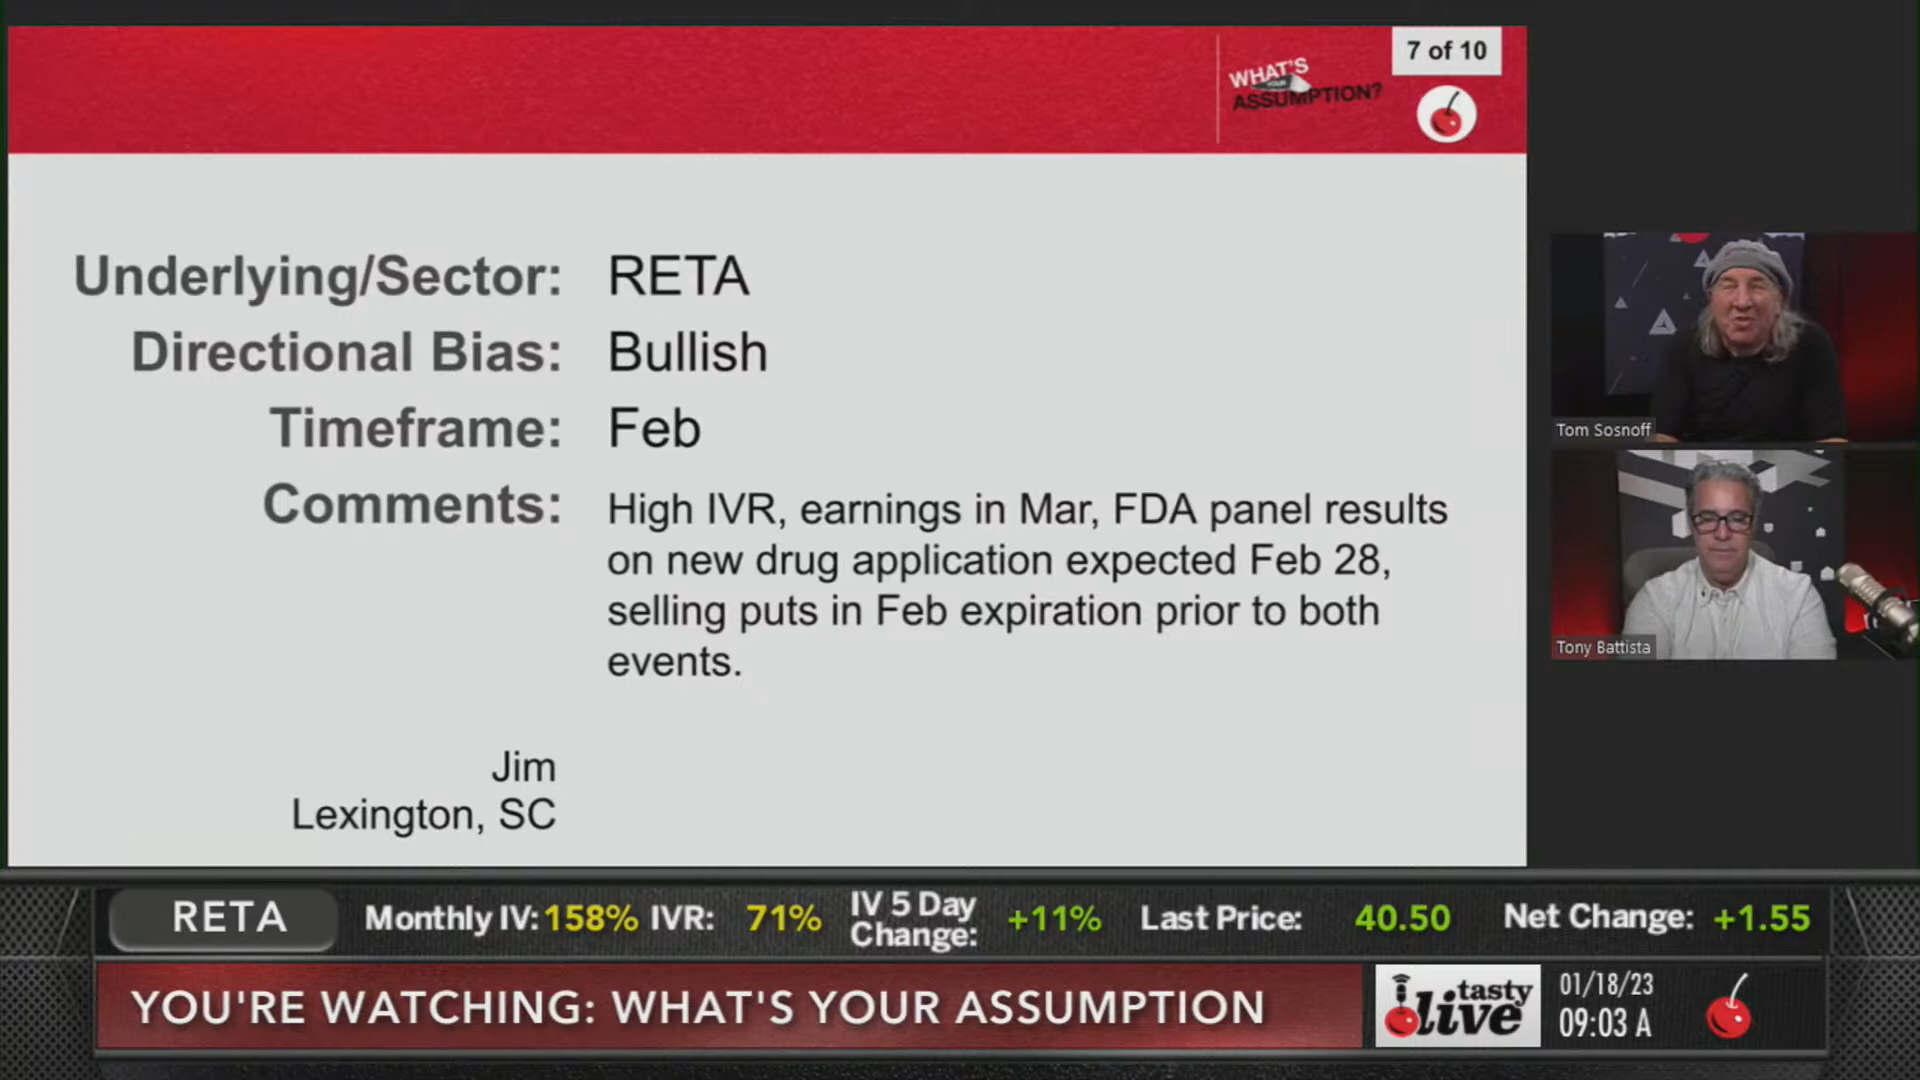 7 of 10
WHAT'S
YOUR
ASSUMPTION?
Underlying/Sector: RETA
Directional Bias: Bullish
Timeframe: Feb
Comments: High IVR, earnings in Mar, FDA panel results
on new drug application expected Feb 28,
selling puts in Feb expiration prior to both
events.
Jim
Lexington, SC
Tom Sosnoff
Tony Battista
RETA Monthly IV: 158% IVR: 71% IV 5 Day Change: +11% Last Price: 40.50 Net Change: +1.55
YOU'RE WATCHING: WHAT'S YOUR ASSUMPTION
tasty
live
01/18/23
09:03 A